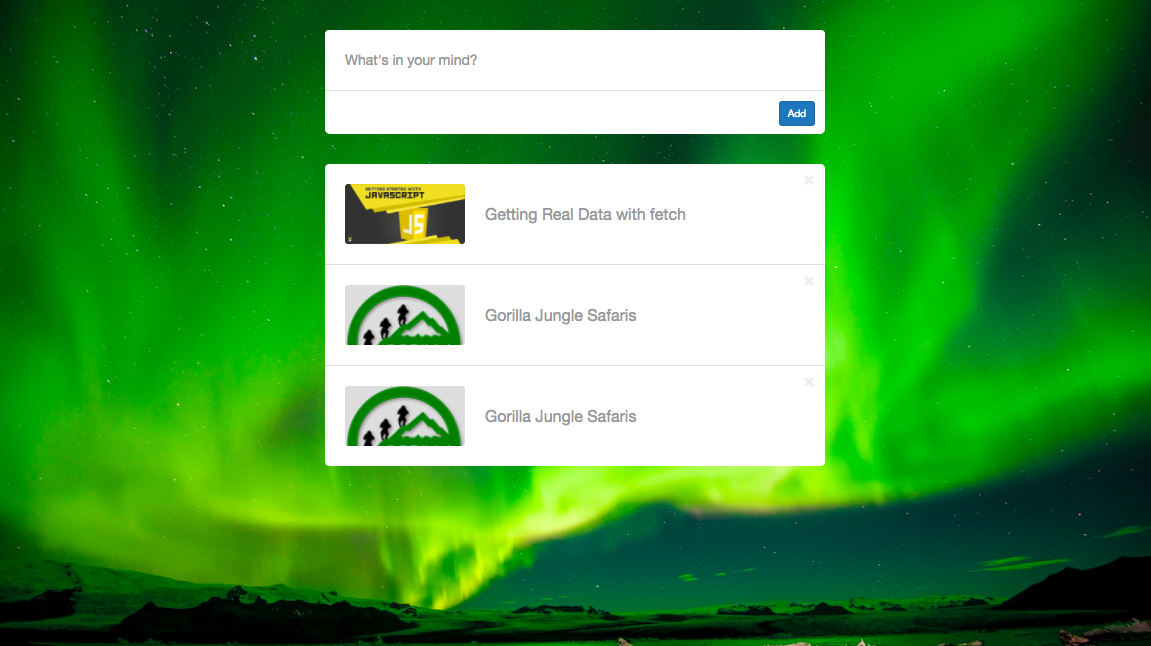 What's in your mind?
Add
GETTING STARTED WITH
JAVASCRIPT
JS
Getting Real Data with fetch
Gorilla Jungle Safaris
Gorilla Jungle Safaris